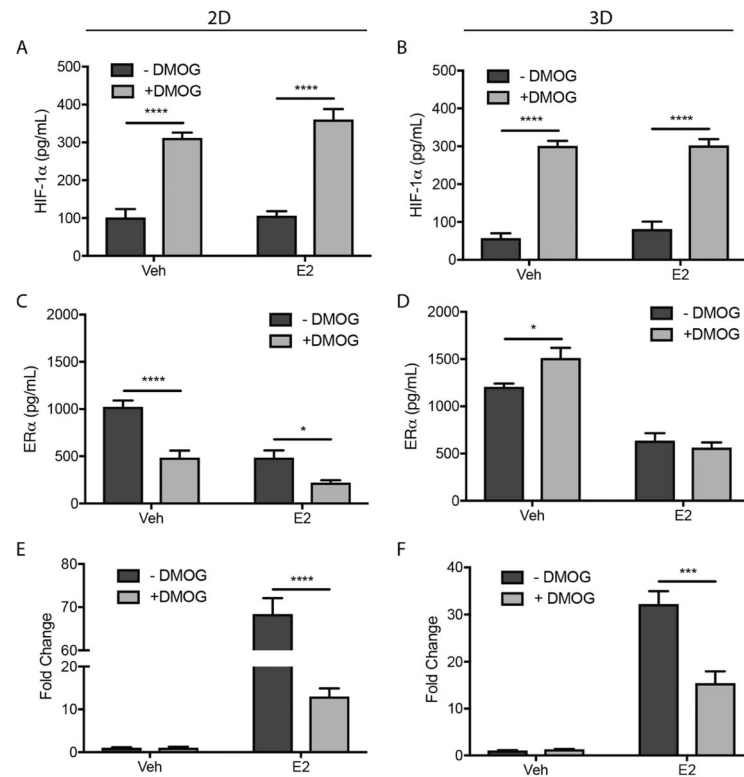 2D
3D
A
- DMOG
+DMOG
HIF-1α (pg/mL)
500
400
300
200
100
0
****
****
Veh
E2
B
- DMOG
+DMOG
HIF-1α (pg/mL)
500
400
300
200
100
0
****
****
Veh
E2
C
- DMOG
+DMOG
ERα (pg/mL)
2000
1500
1000
500
0
****
*
Veh
E2
D
- DMOG
+DMOG
ERα (pg/mL)
2000
1500
1000
500
0
*
Veh
E2
E
- DMOG
+DMOG
Fold Change
80
70
60
20
10
0
****
Veh
E2
F
- DMOG
+ DMOG
Fold Change
40
30
20
10
0
***
Veh
E2